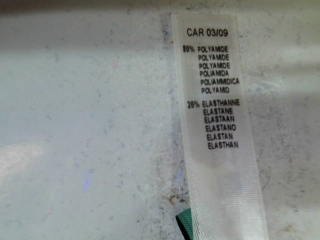 CAR 03/09
80% POLYAMIDE
POLYAMIDE
POLYAMIDE
POLIAMIDA
POLIAMMIDICA
POLYAMID
20% ELASTHANNE
ELASTANE
ELASTAAN
ELASTANO
ELASTAN
ELASTHAN